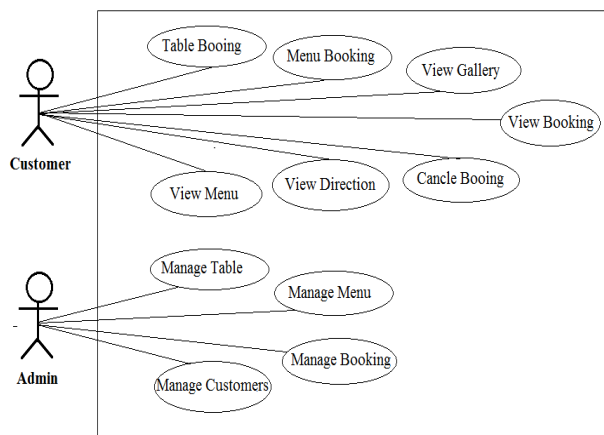 Table Booing
Menu Booking
View Gallery
View Booking
Customer
View Menu
View Direction
Cancle Booing
Manage Table
Manage Menu
Admin
Manage Booking
Manage Customers